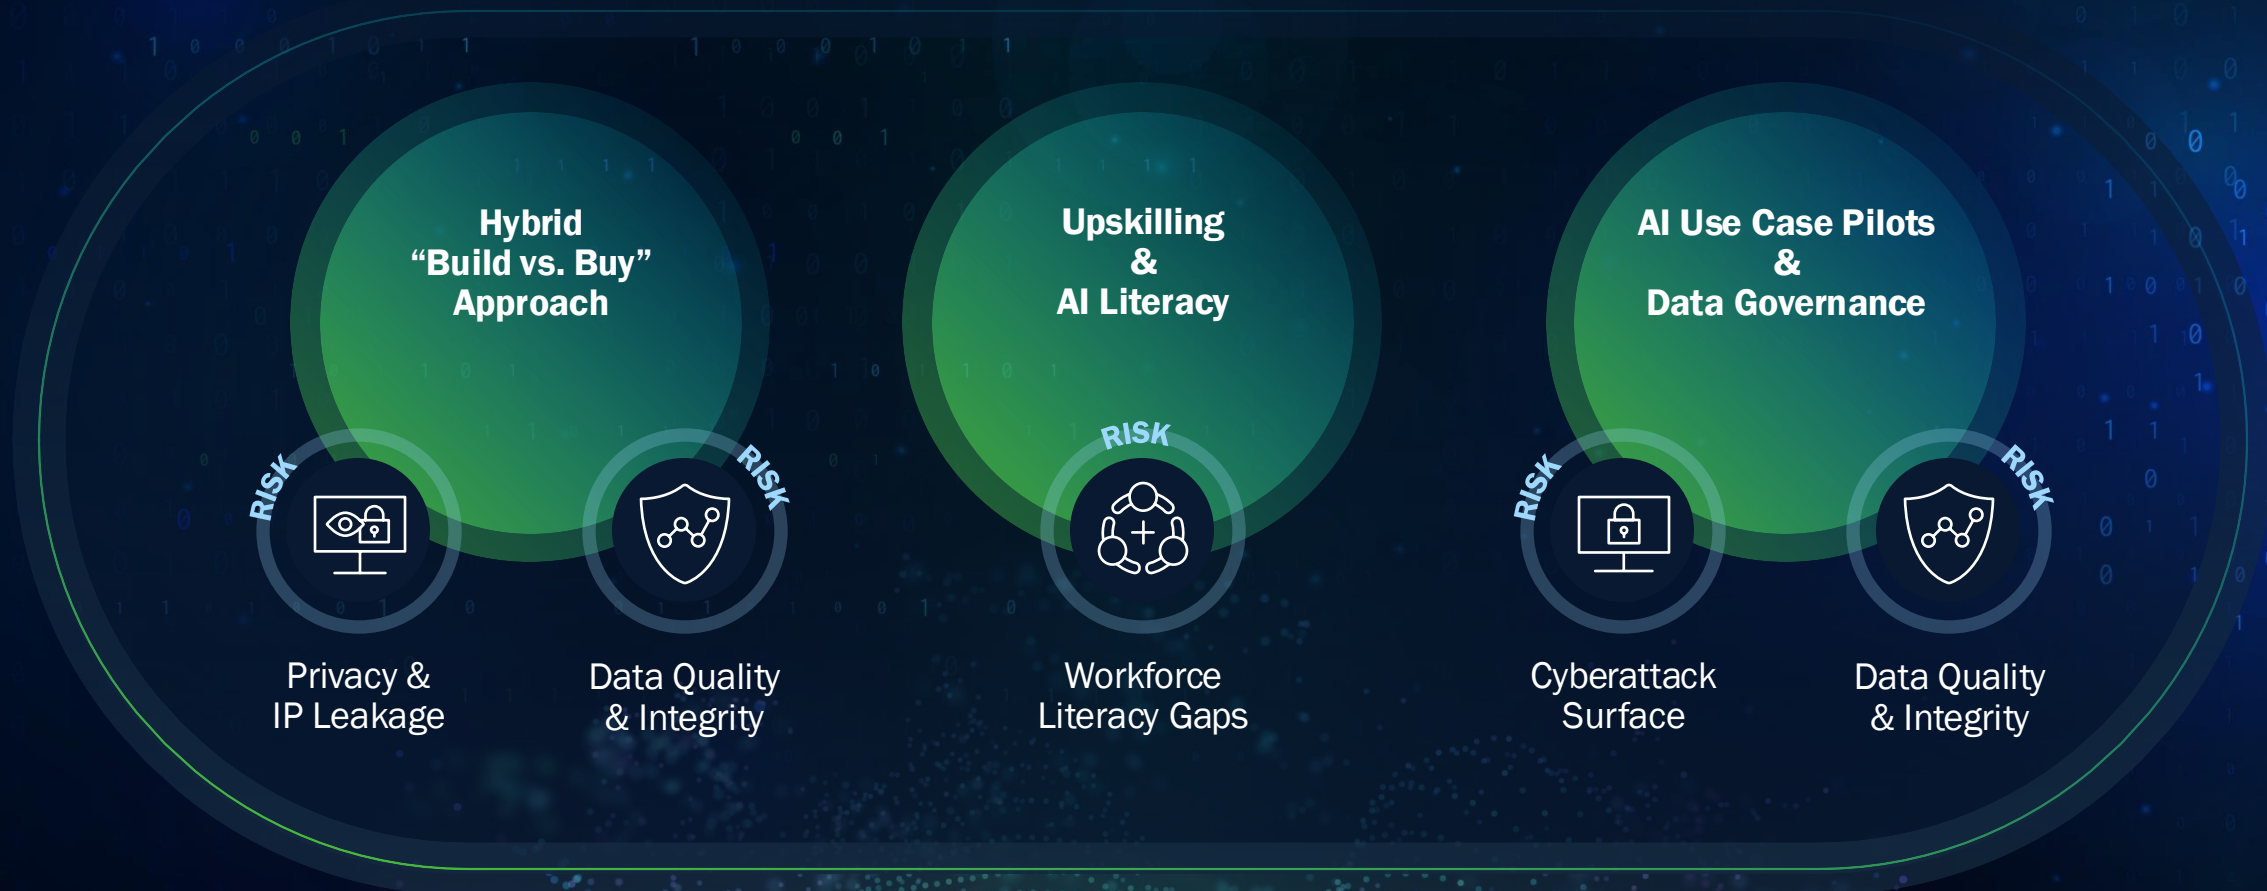 Hybrid
“Build vs. Buy”
Approach
RISK
Privacy &
IP Leakage
RISK
Data Quality
& Integrity
Upskilling
&
AI Literacy
RISK
Workforce
Literacy Gaps
AI Use Case Pilots
&
Data Governance
RISK
Cyberattack
Surface
RISK
Data Quality
& Integrity